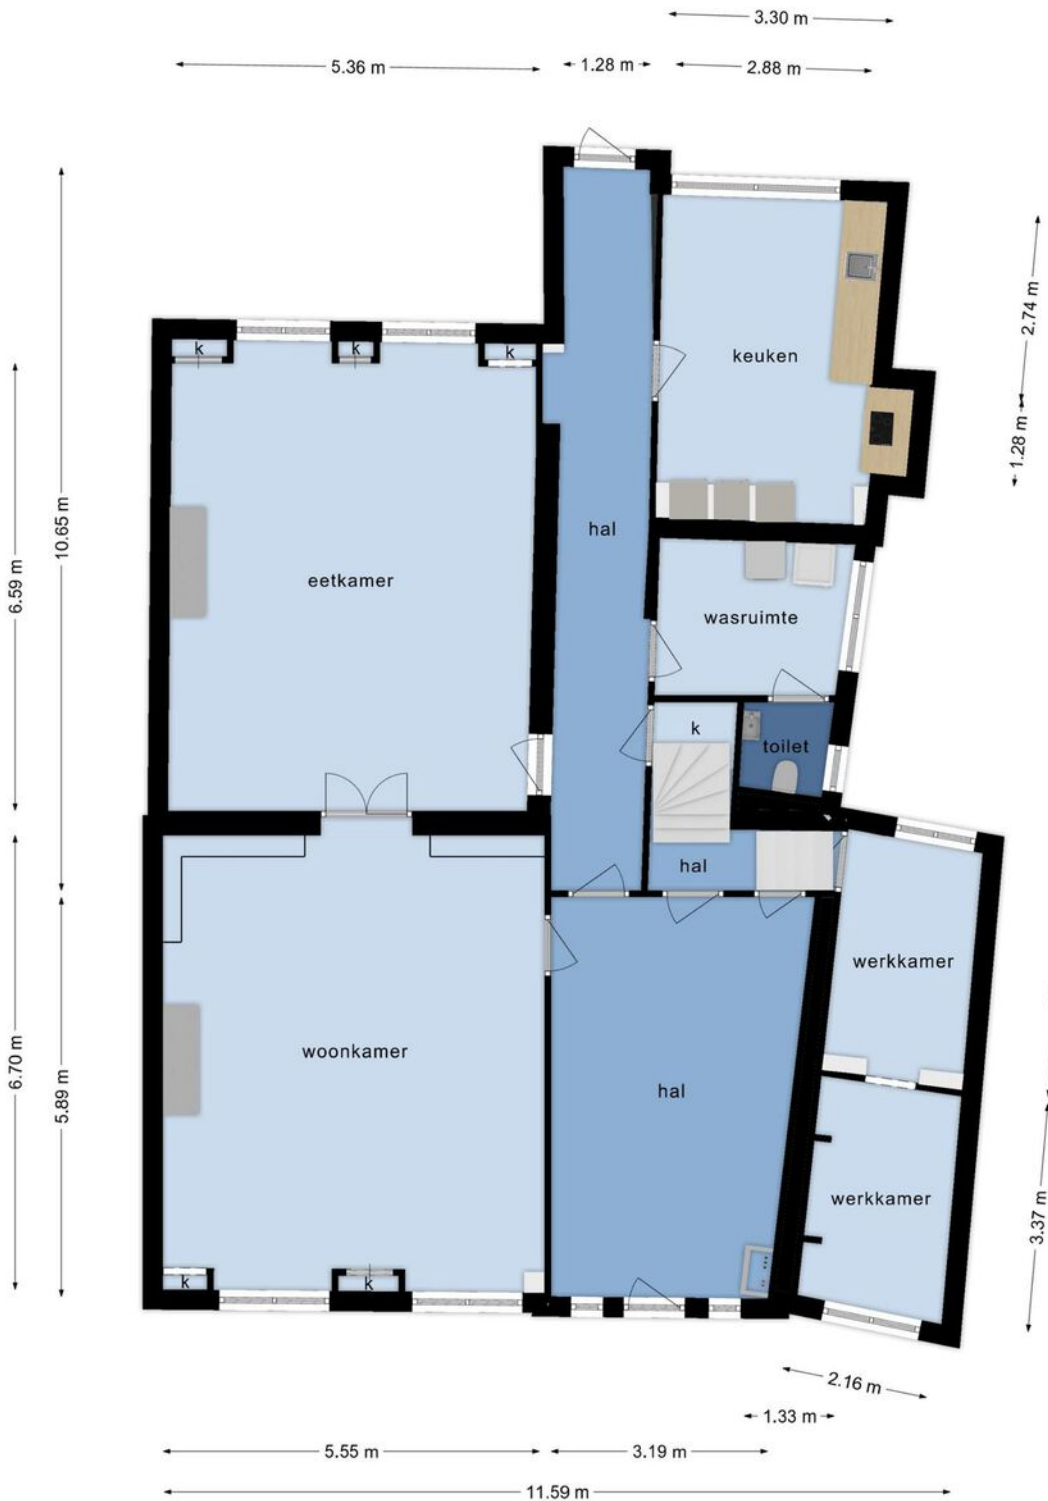 3.30 m
5.36 m
1.28 m
2.88 m
2.74 m
1.28 m
10.65 m
6.59 m
k
k
k
keuken
hal
eetkamer
wasruimte
k
toilet
hal
werkkamer
woonkamer
hal
werkkamer
6.70 m
5.89 m
3.37 m
k
k
2.16 m
1.33 m
5.55 m
3.19 m
11.59 m